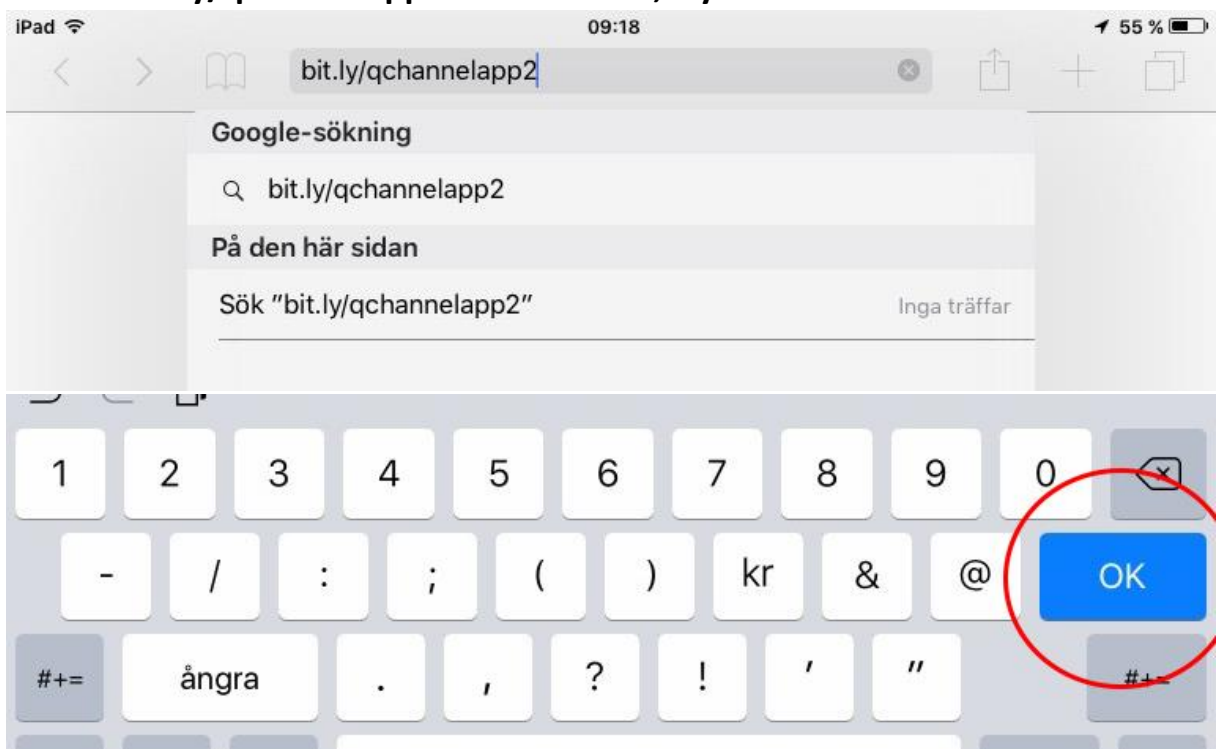 iPad 09:18 55 %
bit.ly/qchannelapp2
Google-sökning
bit.ly/qchannelapp2
På den här sidan
Sök "bit.ly/qchannelapp2" Inga träffar
1 2 3 4 5 6 7 8 9 0
- / : ; ( ) kr & @ OK
#+= ångra . , ? ! ' " #+=